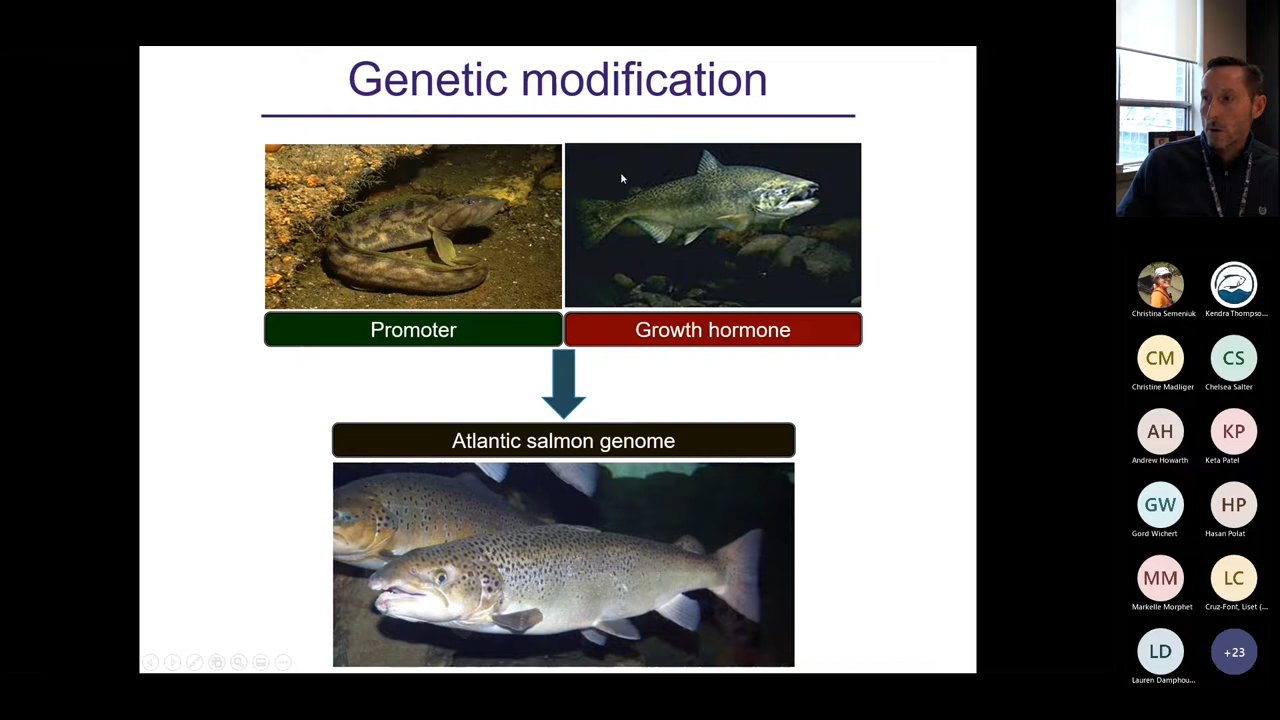 Genetic modification
Promoter
Growth hormone
Atlantic salmon genome
Christina Semeniuk
Kendra Thompso...
CM
Christine Madliger
CS
Chelsea Salter
AH
Andrew Howarth
KP
Keta Patel
GW
Gord Wichert
HP
Hasan Polat
MM
Markelle Morphet
LC
Cruz-Font, Liset (...
LD
Lauren Damphou...
+23